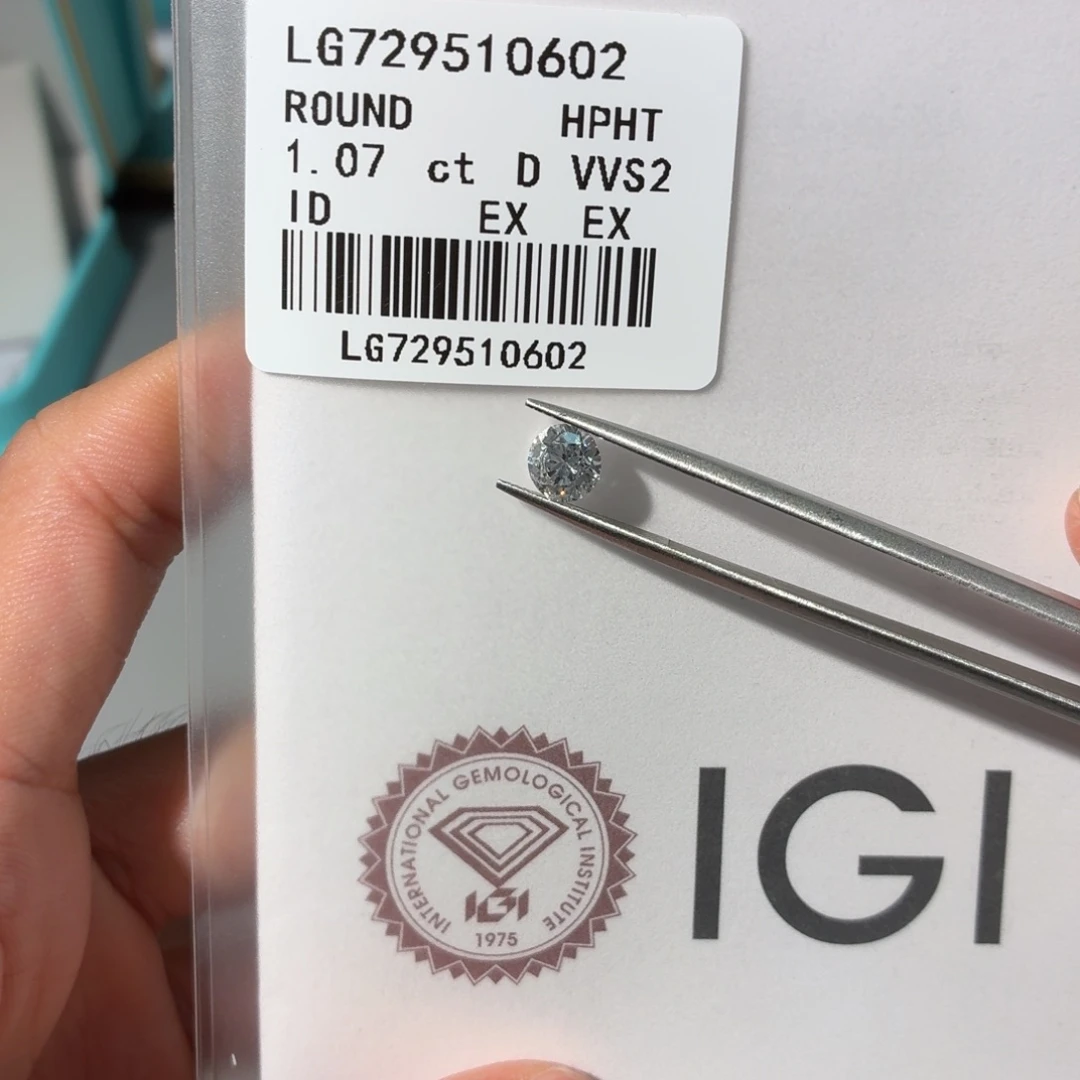 LG729510602
ROUND HPHT
1.07 ct D VVS2
ID EX EX
LG729510602
INTERNATIONAL GEMOLOGICAL INSTITUTE
IGI
1975
IGI